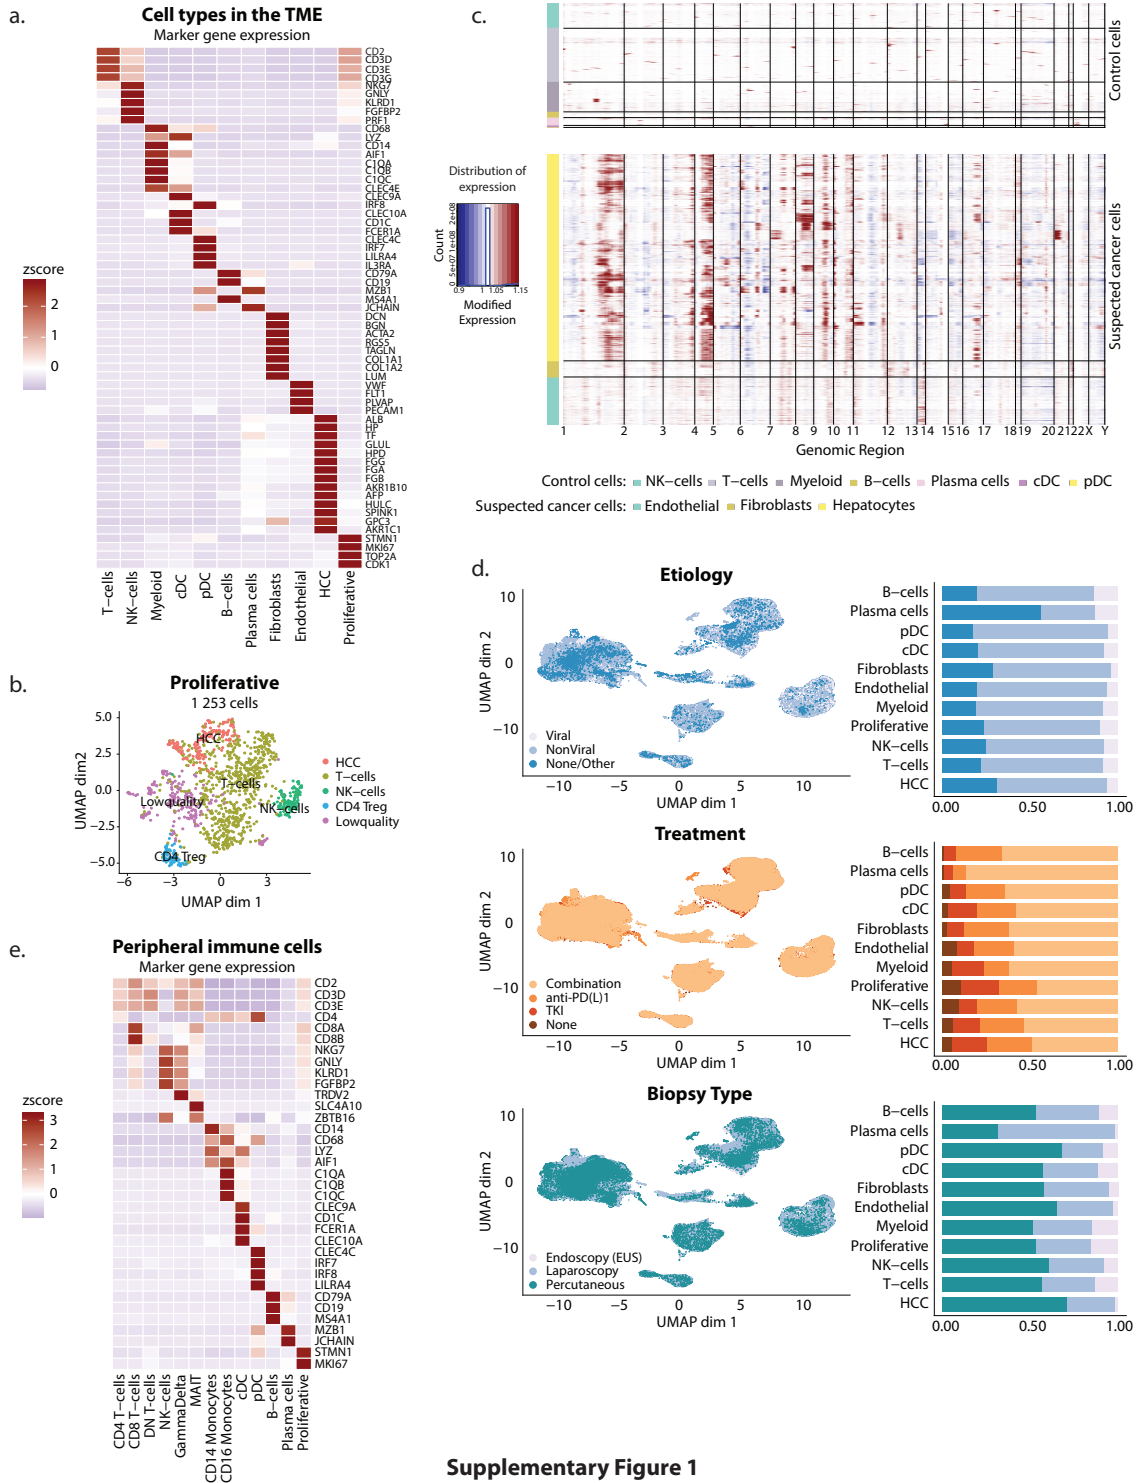 a.
Cell types in the TME
Marker gene expression
CD2
CD3D
CD3E
CD3G
NKG7
GNLY
KLRD1
FGFBP2
PRF1
CD68
LYZ
CD14
AIF1
C1QA
C1QB
C1QC
CLEC4E
CLEC9A
IRF8
CLEC10A
CD1C
FCER1A
CLEC4C
IRF7
LILRA4
IL3RA
CD79A
CD19
MZB1
MS4A1
JCHAIN
DCN
BGN
ACTA2
RGS5
TAGLN
COL1A1
COL1A2
LUM
VWF
FLT1
PLVAP
PECAM1
ALB
HP
TF
GLUL
HPD
FGG
FGA
FGB
AKR1B10
AFP
HULC
SPINK1
GPC3
AKR1C1
STMN1
MKI67
TOP2A
CDK1
zscore
2
1
0
T−cells
NK−cells
Myeloid
cDC
pDC
B−cells
Plasma cells
Fibroblasts
Endothelial
HCC
Proliferative
b.
Proliferative
1 253 cells
UMAP dim2
5.0
2.5
0.0
−2.5
−5.0
HCC
T−cells
Lowquality
NK−cells
CD4 Treg
−6
−3
0
3
UMAP dim 1
HCC
T−cells
NK−cells
CD4 Treg
Lowquality
c.
Control cells
Suspected cancer cells
Distribution of
expression
Count
0 5e+07 1e+08 2e+08
0.9
1
1.05
1.15
Modified
Expression
1 2 3 4 5 6 7 8 9 10 11 12 13 14 15 16 17 18 19 20 21 22 X Y
Genomic Region
Control cells: NK−cells T−cells Myeloid B−cells Plasma cells cDC pDC
Suspected cancer cells: Endothelial Fibroblasts Hepatocytes
d.
Etiology
UMAP dim 2
10
0
−10
Viral
NonViral
None/Other
−10 −5 0 5 10
UMAP dim 1
B−cells
Plasma cells
pDC
cDC
Fibroblasts
Endothelial
Myeloid
Proliferative
NK−cells
T−cells
HCC
0.00 0.50 1.00
Treatment
UMAP dim 2
10
0
−10
Combination
anti-PD(L)1
TKI
None
−10 −5 0 5 10
UMAP dim 1
B−cells
Plasma cells
pDC
cDC
Fibroblasts
Endothelial
Myeloid
Proliferative
NK−cells
T−cells
HCC
0.00 0.50 1.00
Biopsy Type
UMAP dim 2
10
0
−10
Endoscopy (EUS)
Laparoscopy
Percutaneous
−10 −5 0 5 10
UMAP dim 1
B−cells
Plasma cells
pDC
cDC
Fibroblasts
Endothelial
Myeloid
Proliferative
NK−cells
T−cells
HCC
0.00 0.50 1.00
e.
Peripheral immune cells
Marker gene expression
CD2
CD3D
CD3E
CD4
CD8A
CD8B
NKG7
GNLY
KLRD1
FGFBP2
TRDV2
SLC4A10
ZBTB16
CD14
CD68
LYZ
AIF1
C1QA
C1QB
C1QC
CLEC9A
CD1C
FCER1A
CLEC10A
CLEC4C
IRF7
IRF8
LILRA4
CD79A
CD19
MS4A1
MZB1
JCHAIN
STMN1
MKI67
zscore
3
2
1
0
CD4 T−cells
CD8 T−cells
DN T−cells
NK−cells
GammaDelta
MAIT
CD14 Monocytes
CD16 Monocytes
cDC
pDC
B−cells
Plasma cells
Proliferative
Supplementary Figure 1